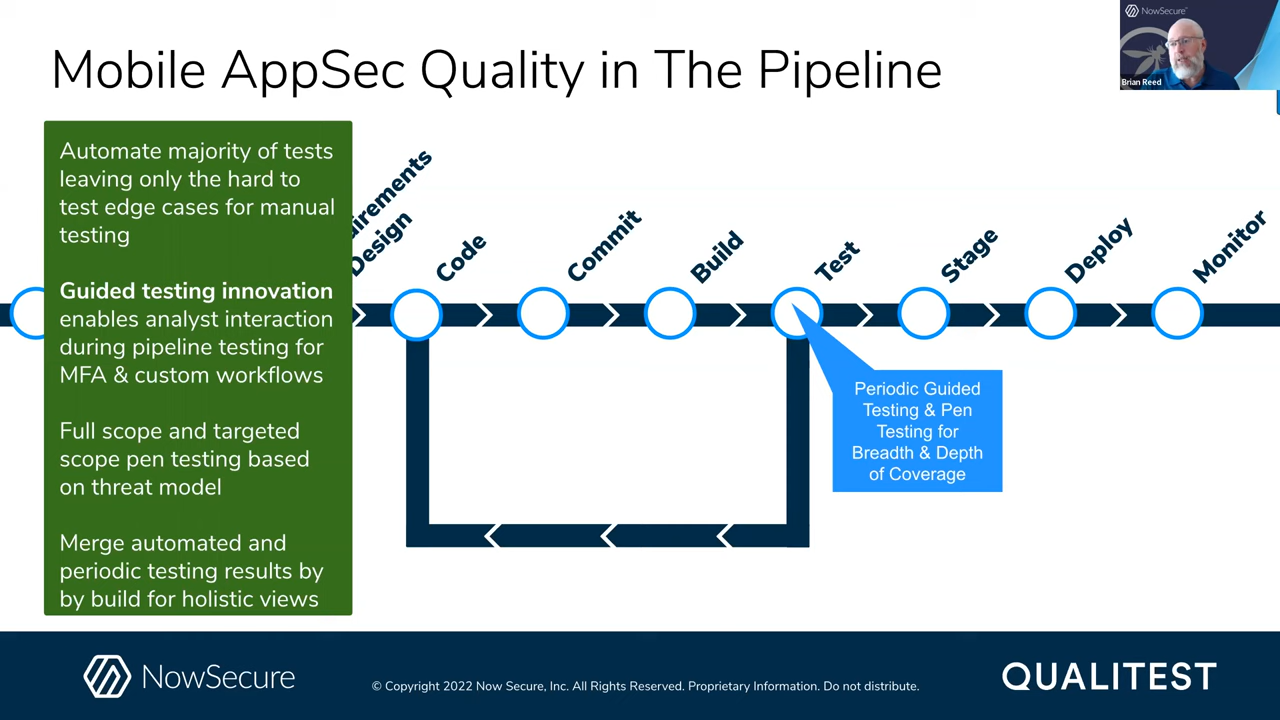 NowSecure
Brian Reed
Mobile AppSec Quality in The Pipeline
Automate majority of tests
leaving only the hard to
test edge cases for manual
testing
Guided testing innovation
enables analyst interaction
during pipeline testing for
MFA & custom workflows
Full scope and targeted
scope pen testing based
on threat model
Merge automated and
periodic testing results by
by build for holistic views
irements
Design
Code
Commit
Build
Test
Stage
Deploy
Monitor
Periodic Guided
Testing & Pen
Testing for
Breadth & Depth
of Coverage
NowSecure
© Copyright 2022 Now Secure, Inc. All Rights Reserved. Proprietary Information. Do not distribute.
QUALITEST